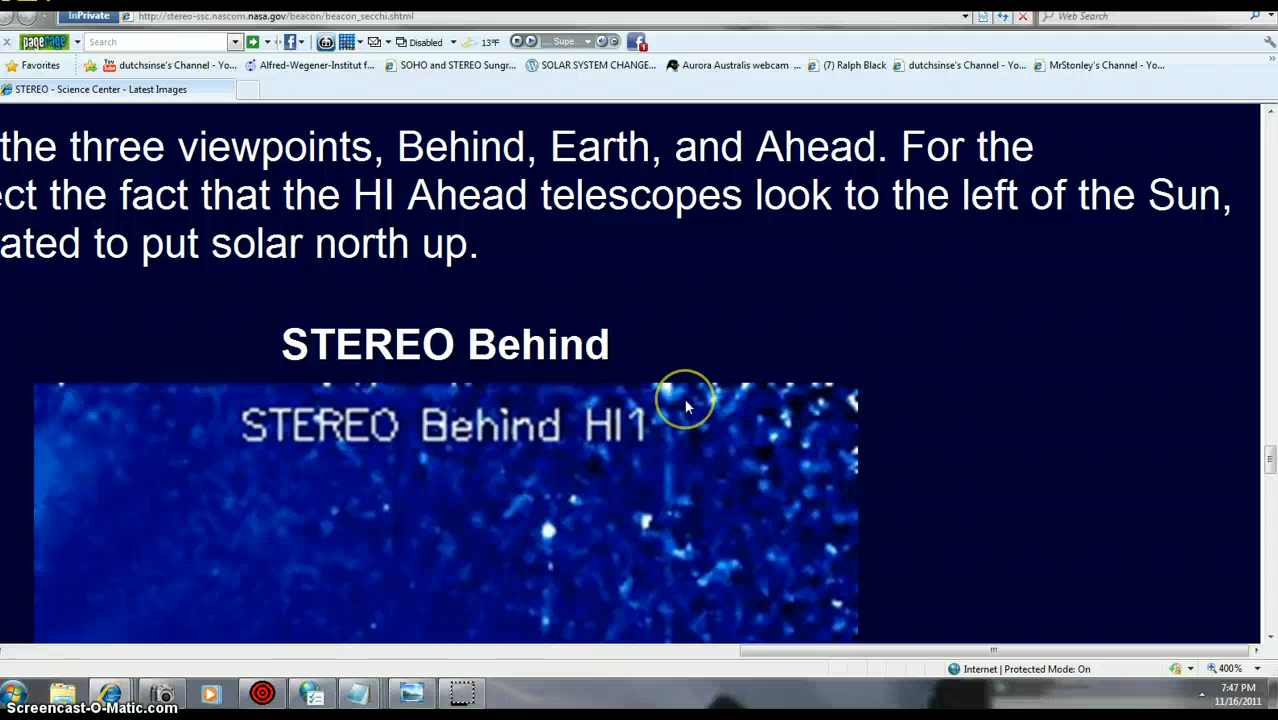 InPrivate
http://stereo-ssc.nascom.nasa.gov/beacon/beacon_secchi.shtml
Web Search
x pagerage Search Disabled 13°F ... Supe 1
Favorites dutchsinse's Channel - Yo... Alfred-Wegener-Institut f... SOHO and STEREO Sungr... SOLAR SYSTEM CHANGE... Aurora Australis webcam ... (7) Ralph Black dutchsinse's Channel - Yo... MrStonley's Channel - Yo...
STEREO - Science Center - Latest Images
the three viewpoints, Behind, Earth, and Ahead. For the
ect the fact that the HI Ahead telescopes look to the left of the Sun,
ated to put solar north up.
STEREO Behind
STEREO Behind HI1
Internet | Protected Mode: On
400%
7:47 PM
11/16/2011
Screencast-O-Matic.com